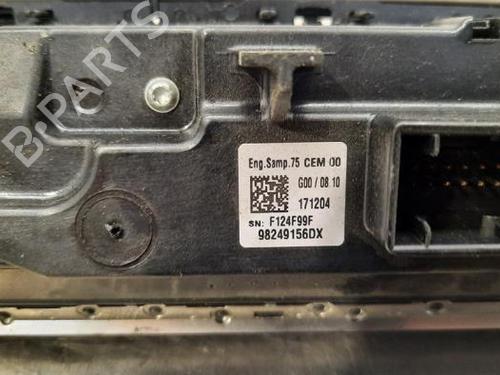 B-PARTS
Eng.Samp.75 CEM 00
G00 / 08.10
171204
SN: F124F99F
98249156DX